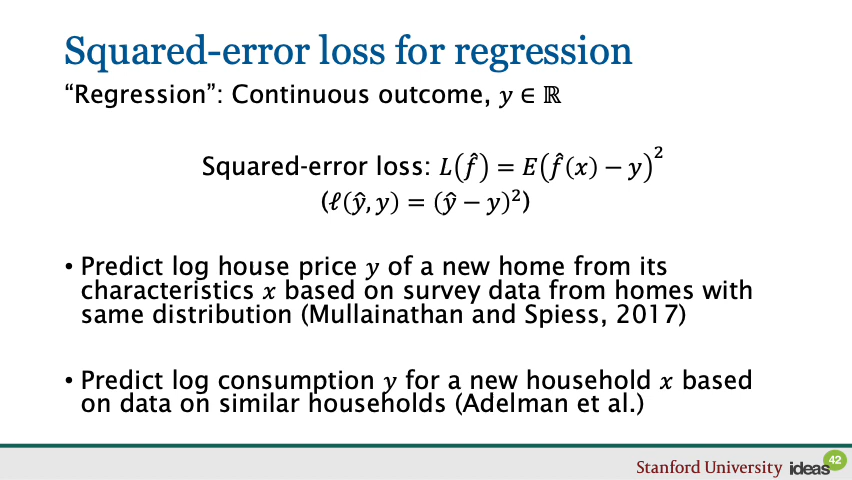 Squared-error loss for regression
“Regression”: Continuous outcome, 𝑦 ∈ ℝ
Squared-error loss: 𝐿(𝑓̂) = 𝐸(𝑓̂(𝑥) − 𝑦)²
(ℓ(𝑦̂, 𝑦) = (𝑦̂ − 𝑦)²)
• Predict log house price 𝑦 of a new home from its
characteristics 𝑥 based on survey data from homes with
same distribution (Mullainathan and Spiess, 2017)
• Predict log consumption 𝑦 for a new household 𝑥 based
on data on similar households (Adelman et al.)
Stanford University ideas 42